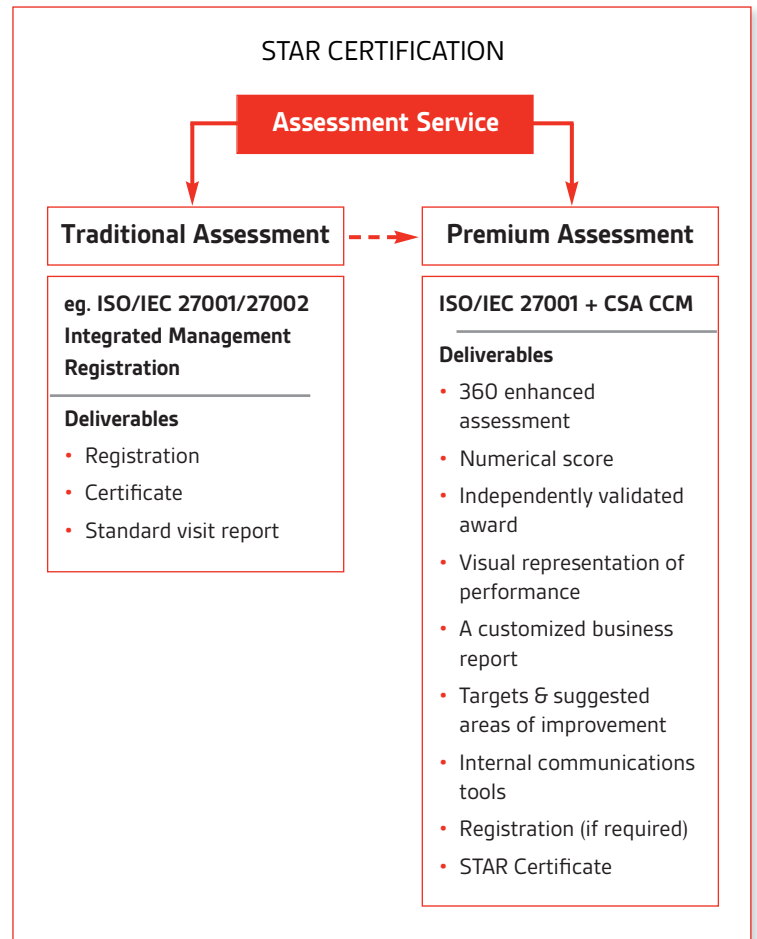 STAR CERTIFICATION
Assessment Service
Traditional Assessment
Premium Assessment
eg. ISO/IEC 27001/27002
Integrated Management
Registration
Deliverables
• Registration
• Certificate
• Standard visit report
ISO/IEC 27001 + CSA CCM
Deliverables
• 360 enhanced
assessment
• Numerical score
• Independently validated
award
• Visual representation of
performance
• A customized business
report
• Targets & suggested
areas of improvement
• Internal communications
tools
• Registration (if required)
• STAR Certificate